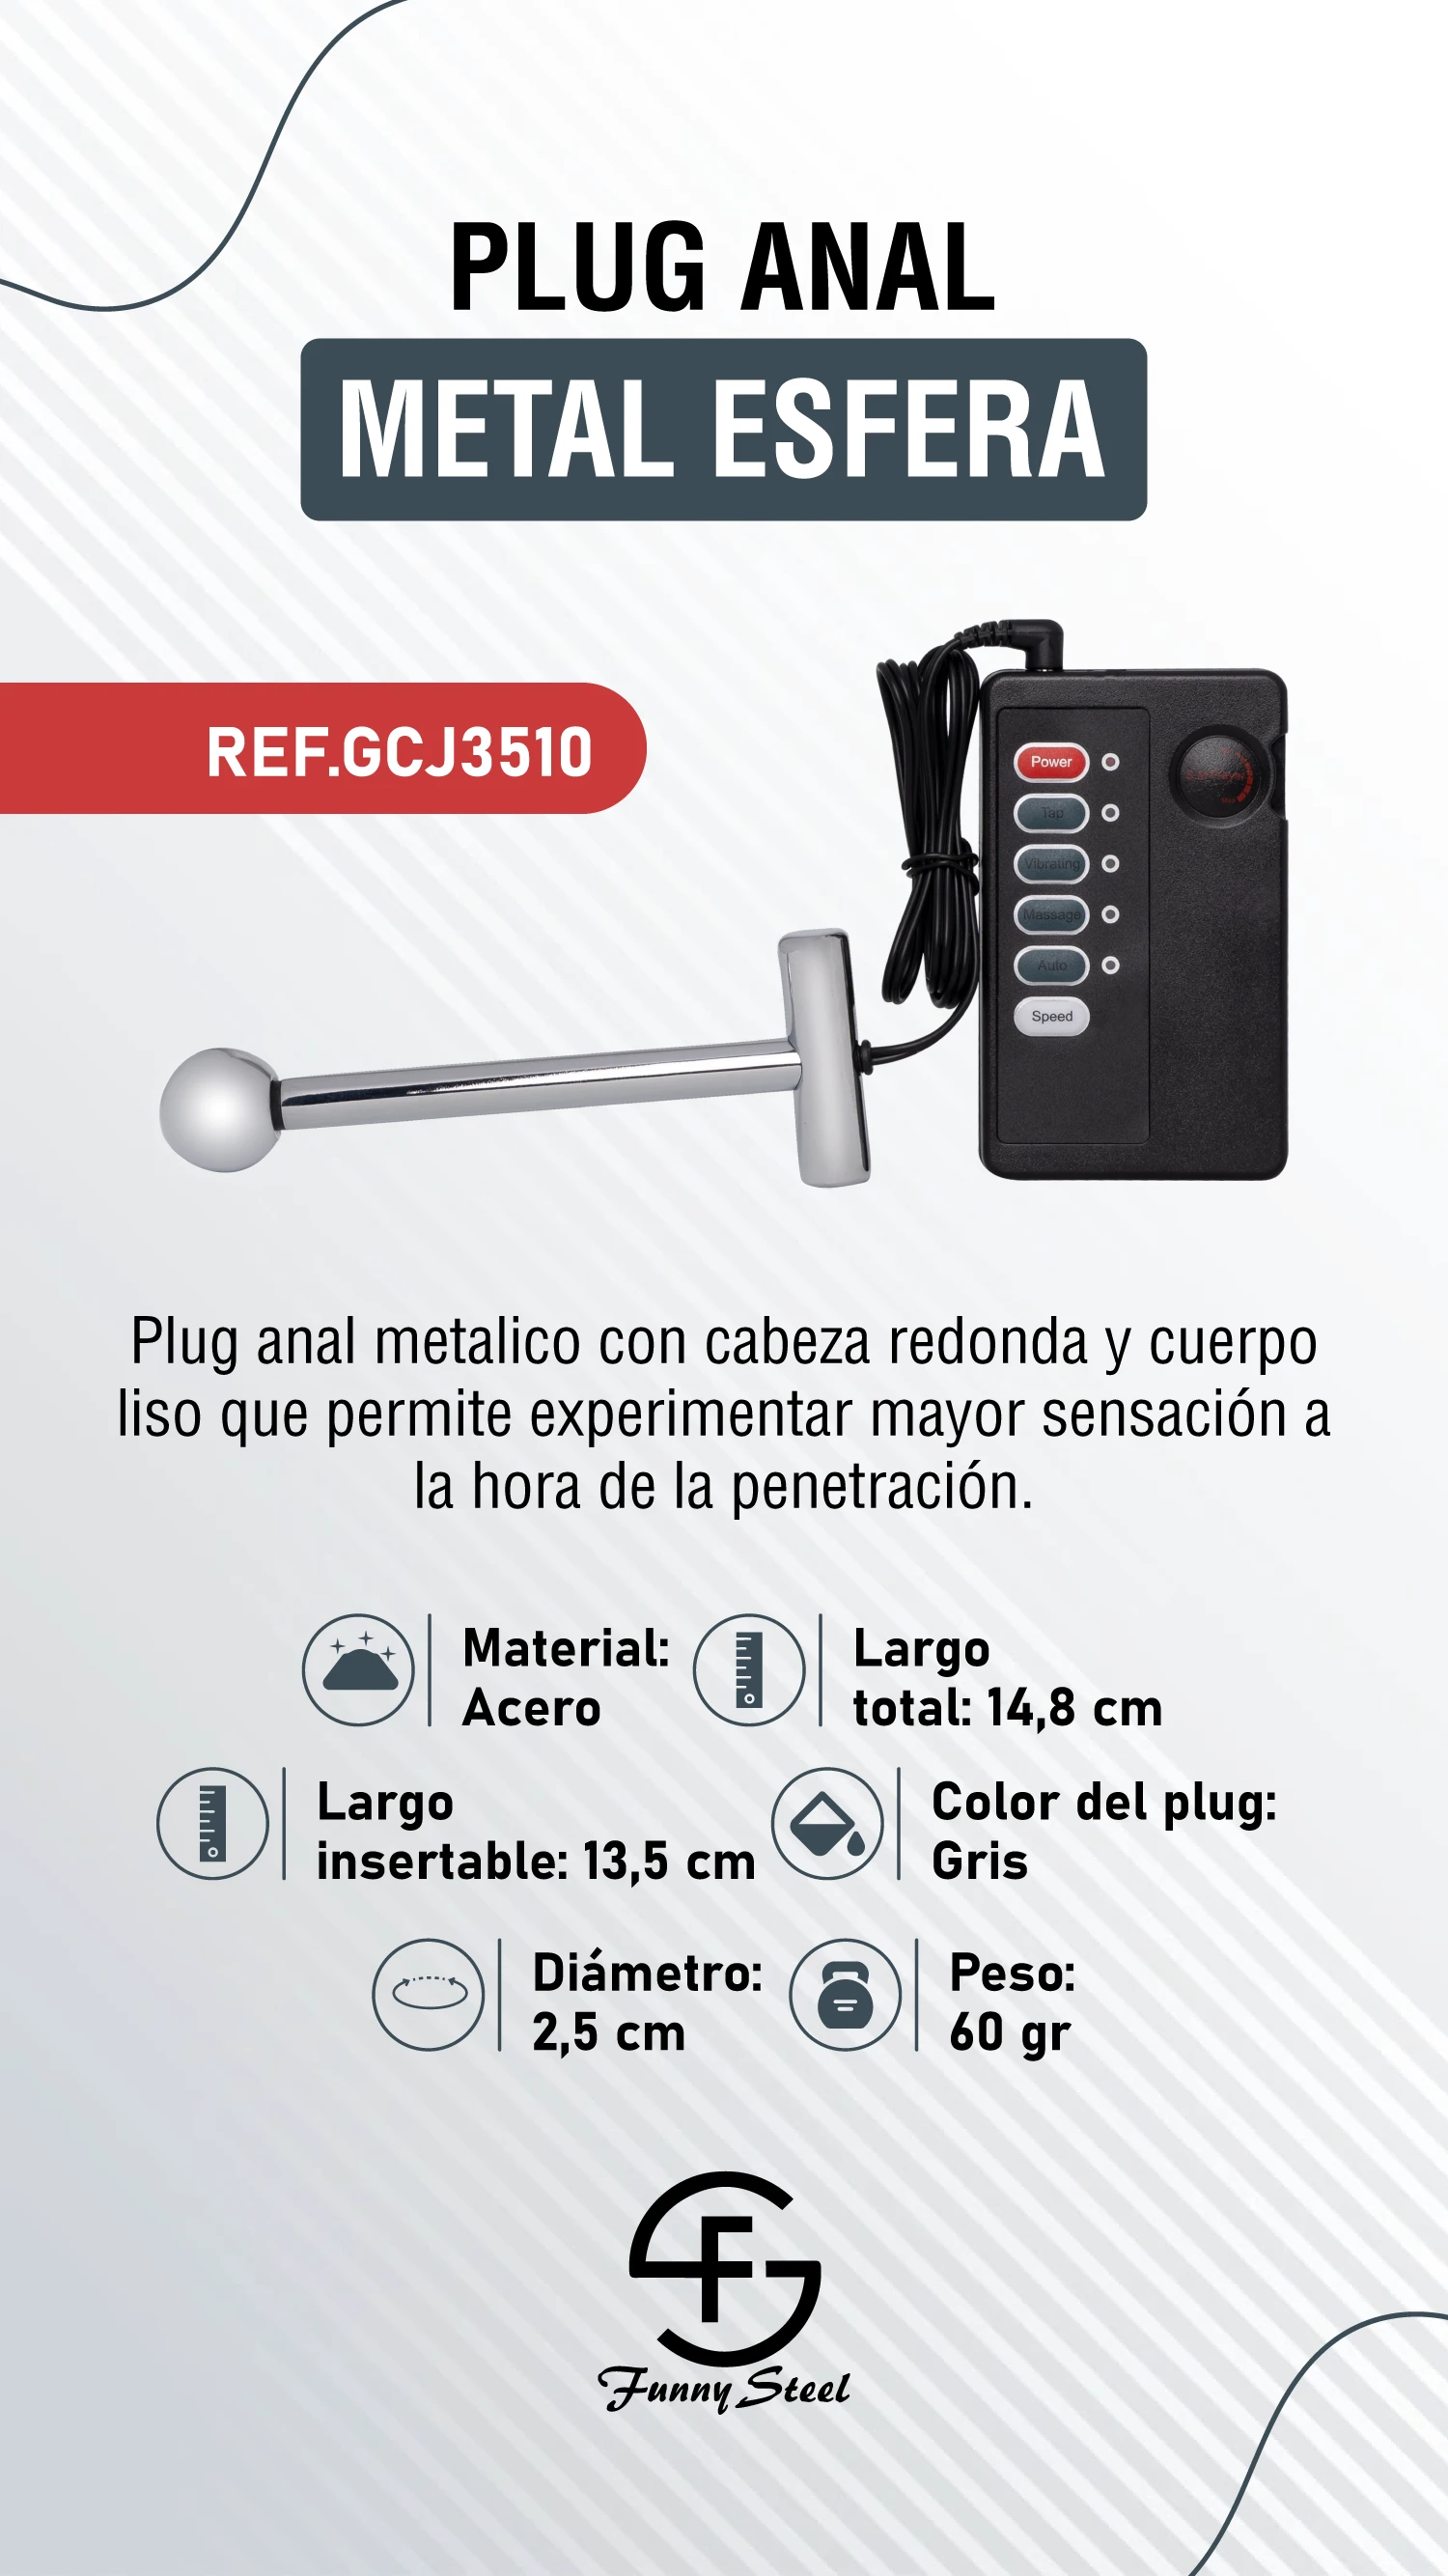 PLUG ANAL
METAL ESFERA
REF.GCJ3510
Power
Tap
Vibrating
Massage
Auto
Speed
Plug anal metalico con cabeza redonda y cuerpo
liso que permite experimentar mayor sensación a
la hora de la penetración.
Material:
Acero
Largo
total: 14,8 cm
Largo
insertable: 13,5 cm
Color del plug:
Gris
Diámetro:
2,5 cm
Peso:
60 gr
Funny Steel